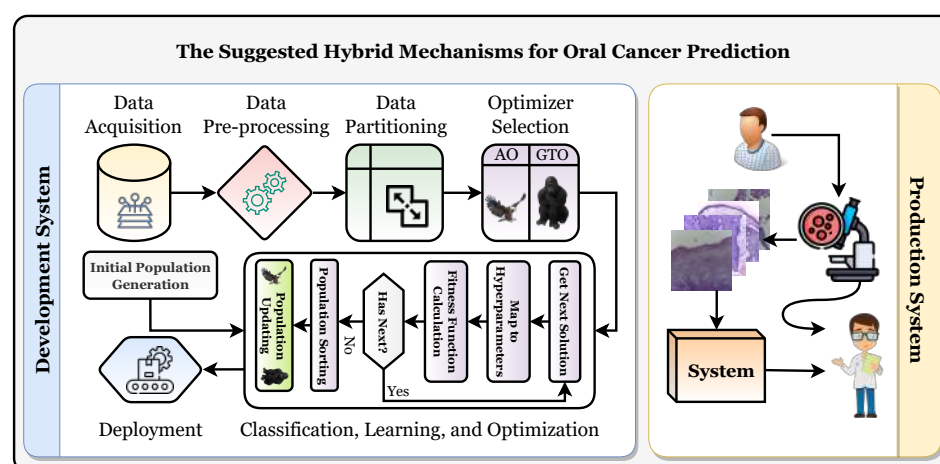 The Suggested Hybrid Mechanisms for Oral Cancer Prediction
Development System
Data
Acquisition
Data
Pre-processing
Data
Partitioning
Optimizer
Selection
AO
GTO
Initial Population
Generation
Get Next Solution
Map to
Hyperparameters
Fitness Function
Calculation
Has Next?
No
Yes
Population Sorting
Population
Updating
Deployment
Classification, Learning, and Optimization
System
Production System